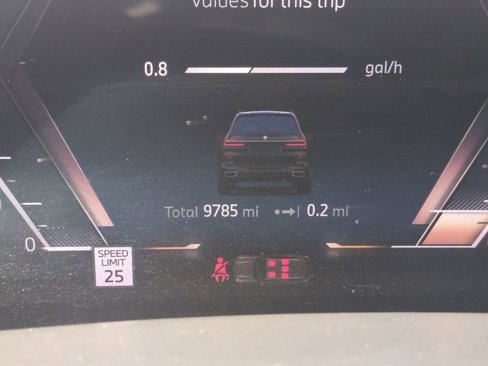 Values for this trip
0.8 gal/h
Total 9785 mi 0.2 mi
0
SPEED
LIMIT
25